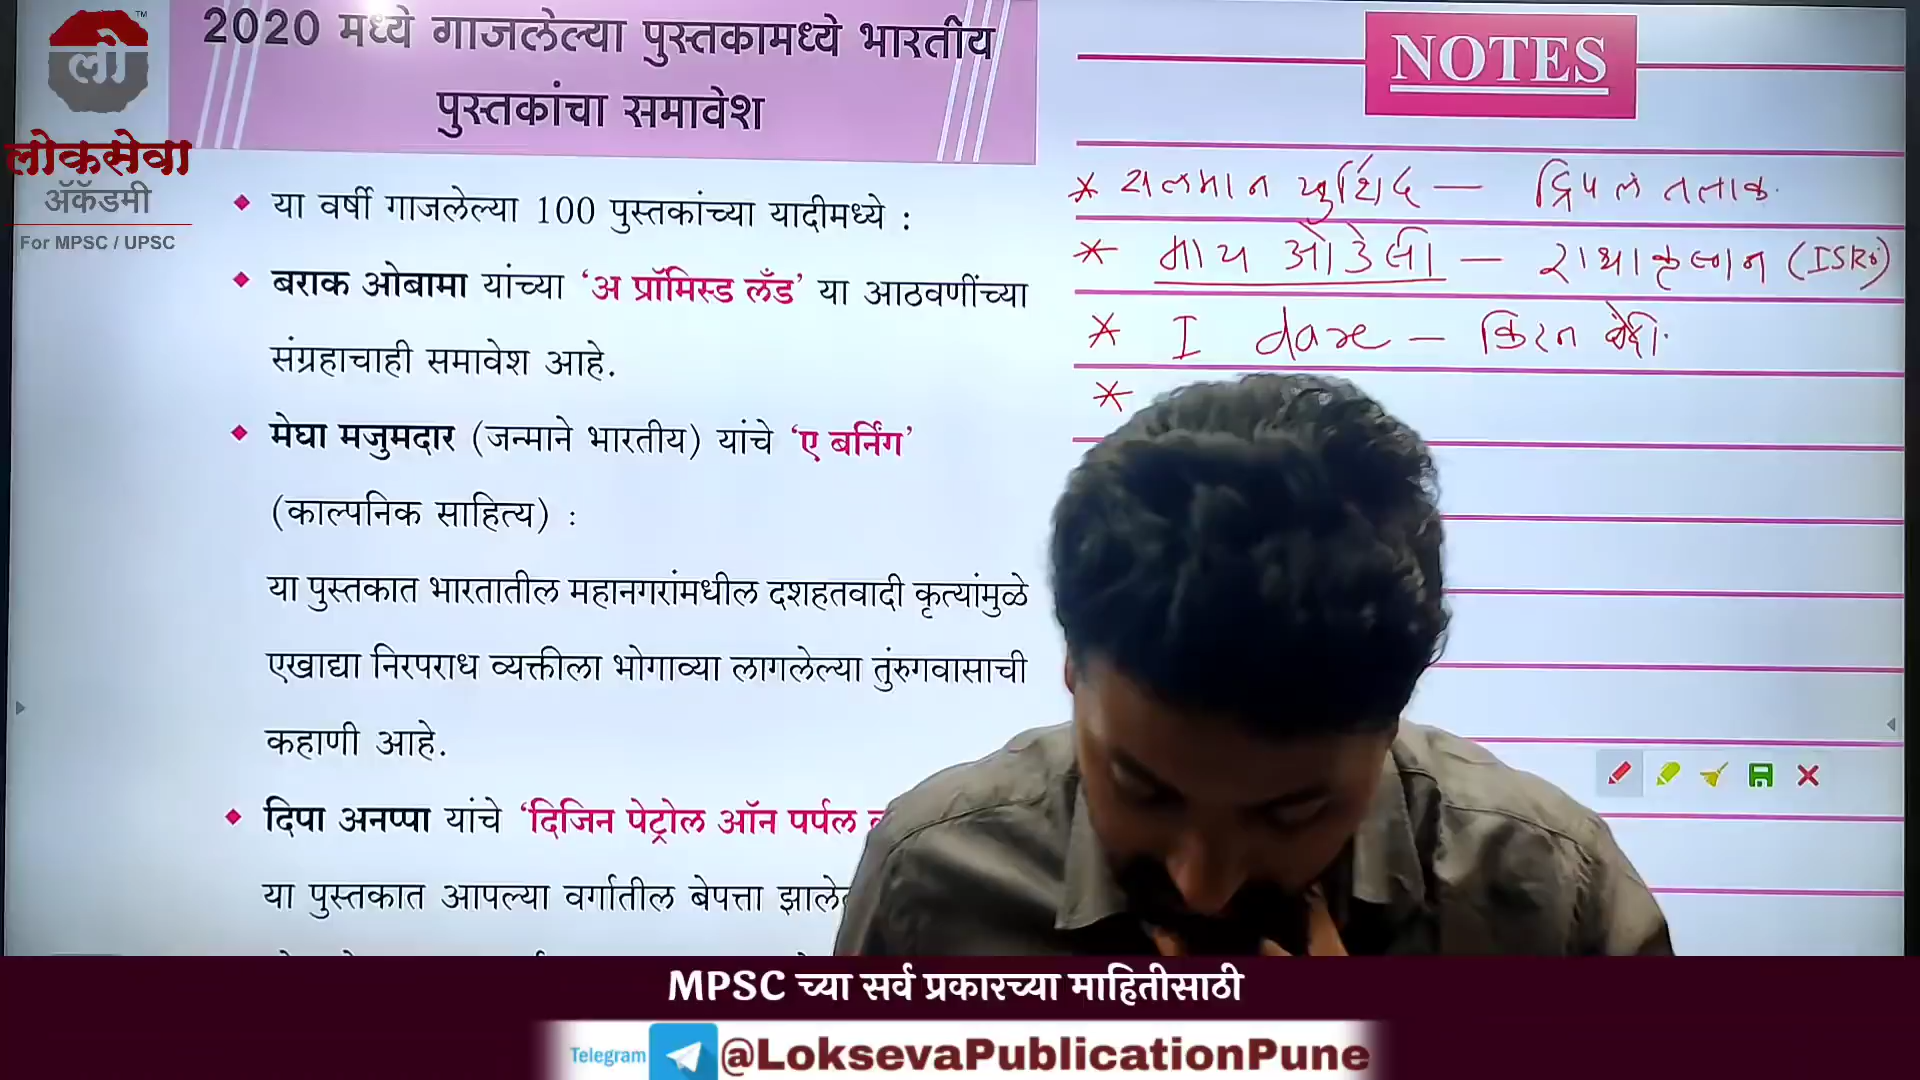 2020 मध्ये गाजलेल्या पुस्तकामध्ये भारतीय
पुस्तकांचा समावेश
लो
TM
लोकसेवा
ॲकॅडमी
For MPSC / UPSC
या वर्षी गाजलेल्या 100 पुस्तकांच्या यादीमध्ये :
बराक ओबामा यांच्या ‘अ प्रॉमिस्ड लँड’ या आठवणींच्या
संग्रहाचाही समावेश आहे.
मेघा मजुमदार (जन्माने भारतीय) यांचे ‘ए बर्निंग’
(काल्पनिक साहित्य) :
या पुस्तकात भारतातील महानगरांमधील दशहतवादी कृत्यांमुळे
एखाद्या निरपराध व्यक्तीला भोगाव्या लागलेल्या तुंरुगवासाची
कहाणी आहे.
दिपा अनप्पा यांचे ‘दिजिन पेट्रोल ऑन पर्पल
या पुस्तकात आपल्या वर्गातील बेपत्ता
NOTES
* सलमान खुर्शिद — ट्रिपल तलाक
* माय ओडेसी — राधाकृष्णन (ISRO)
* I dare — किरन बेदी
*
MPSC च्या सर्व प्रकारच्या माहितीसाठी
Telegram @LoksevaPublicationPune